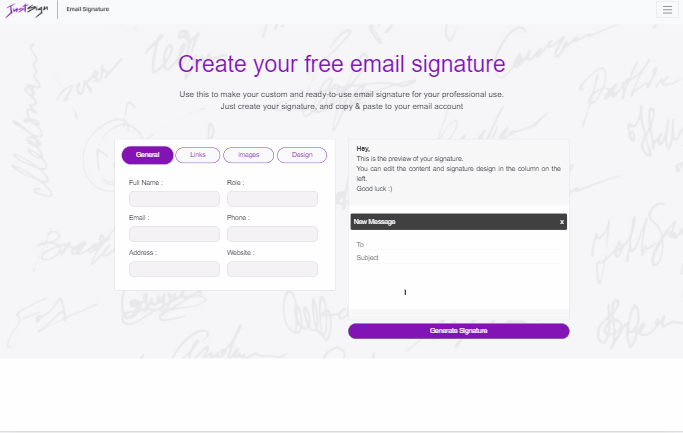 JustSign
Email Signature
Create your free email signature
Use this to make your custom and ready-to-use email signature for your professional use.
Just create your signature, and copy & paste to your email account
General
Links
images
Design
Full Name :
Role :
Email :
Phone :
Address :
Website :
Hey,
This is the preview of your signature.
You can edit the content and signature design in the column on the
left.
Good luck :)
New Message
x
To
Subject
Generate Signature